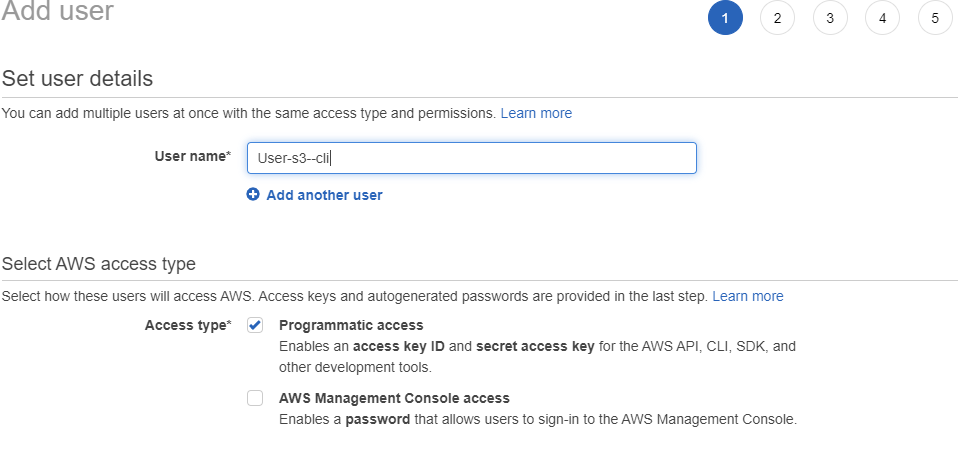 Add user
1 2 3 4 5
Set user details
You can add multiple users at once with the same access type and permissions. Learn more
User name* User-s3--cli
Add another user
Select AWS access type
Select how these users will access AWS. Access keys and autogenerated passwords are provided in the last step. Learn more
Access type* Programmatic access
Enables an access key ID and secret access key for the AWS API, CLI, SDK, and
other development tools.
AWS Management Console access
Enables a password that allows users to sign-in to the AWS Management Console.